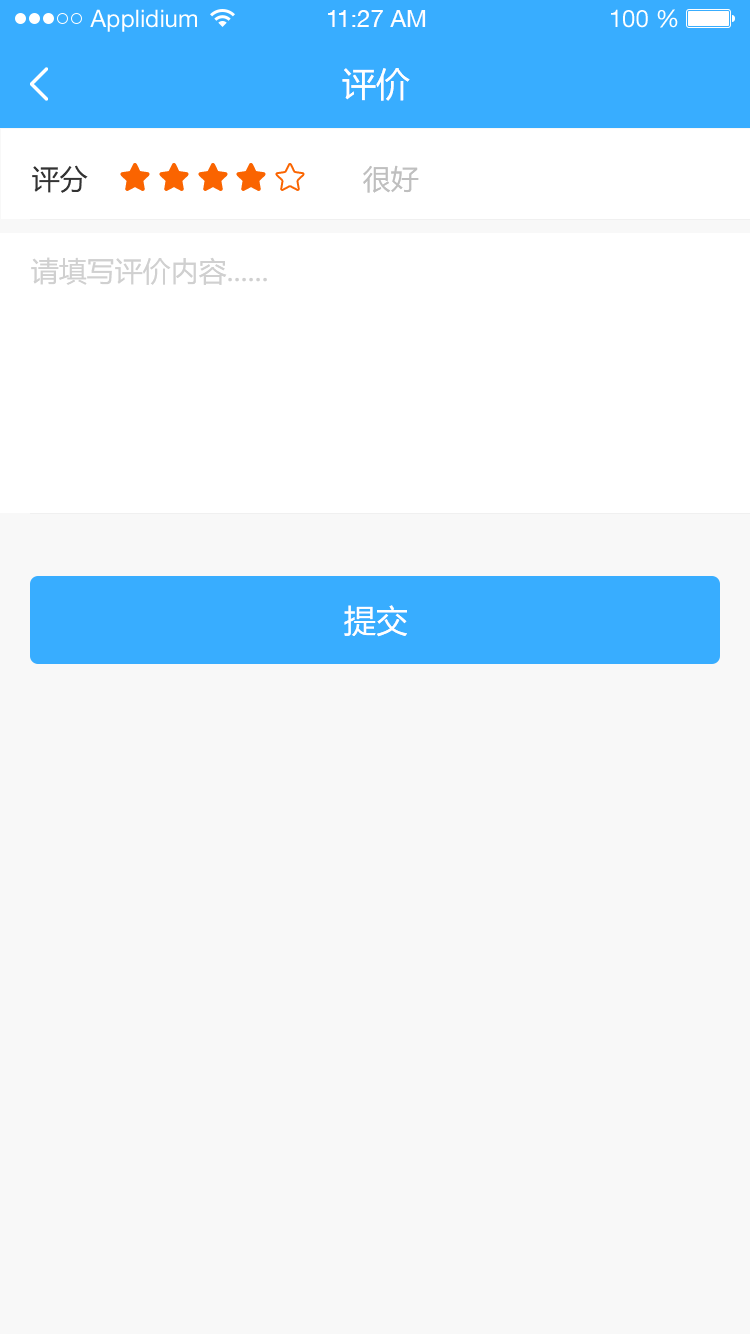 Applidium 11:27 AM 100 %
评价
评分 很好
请填写评价内容......
提交